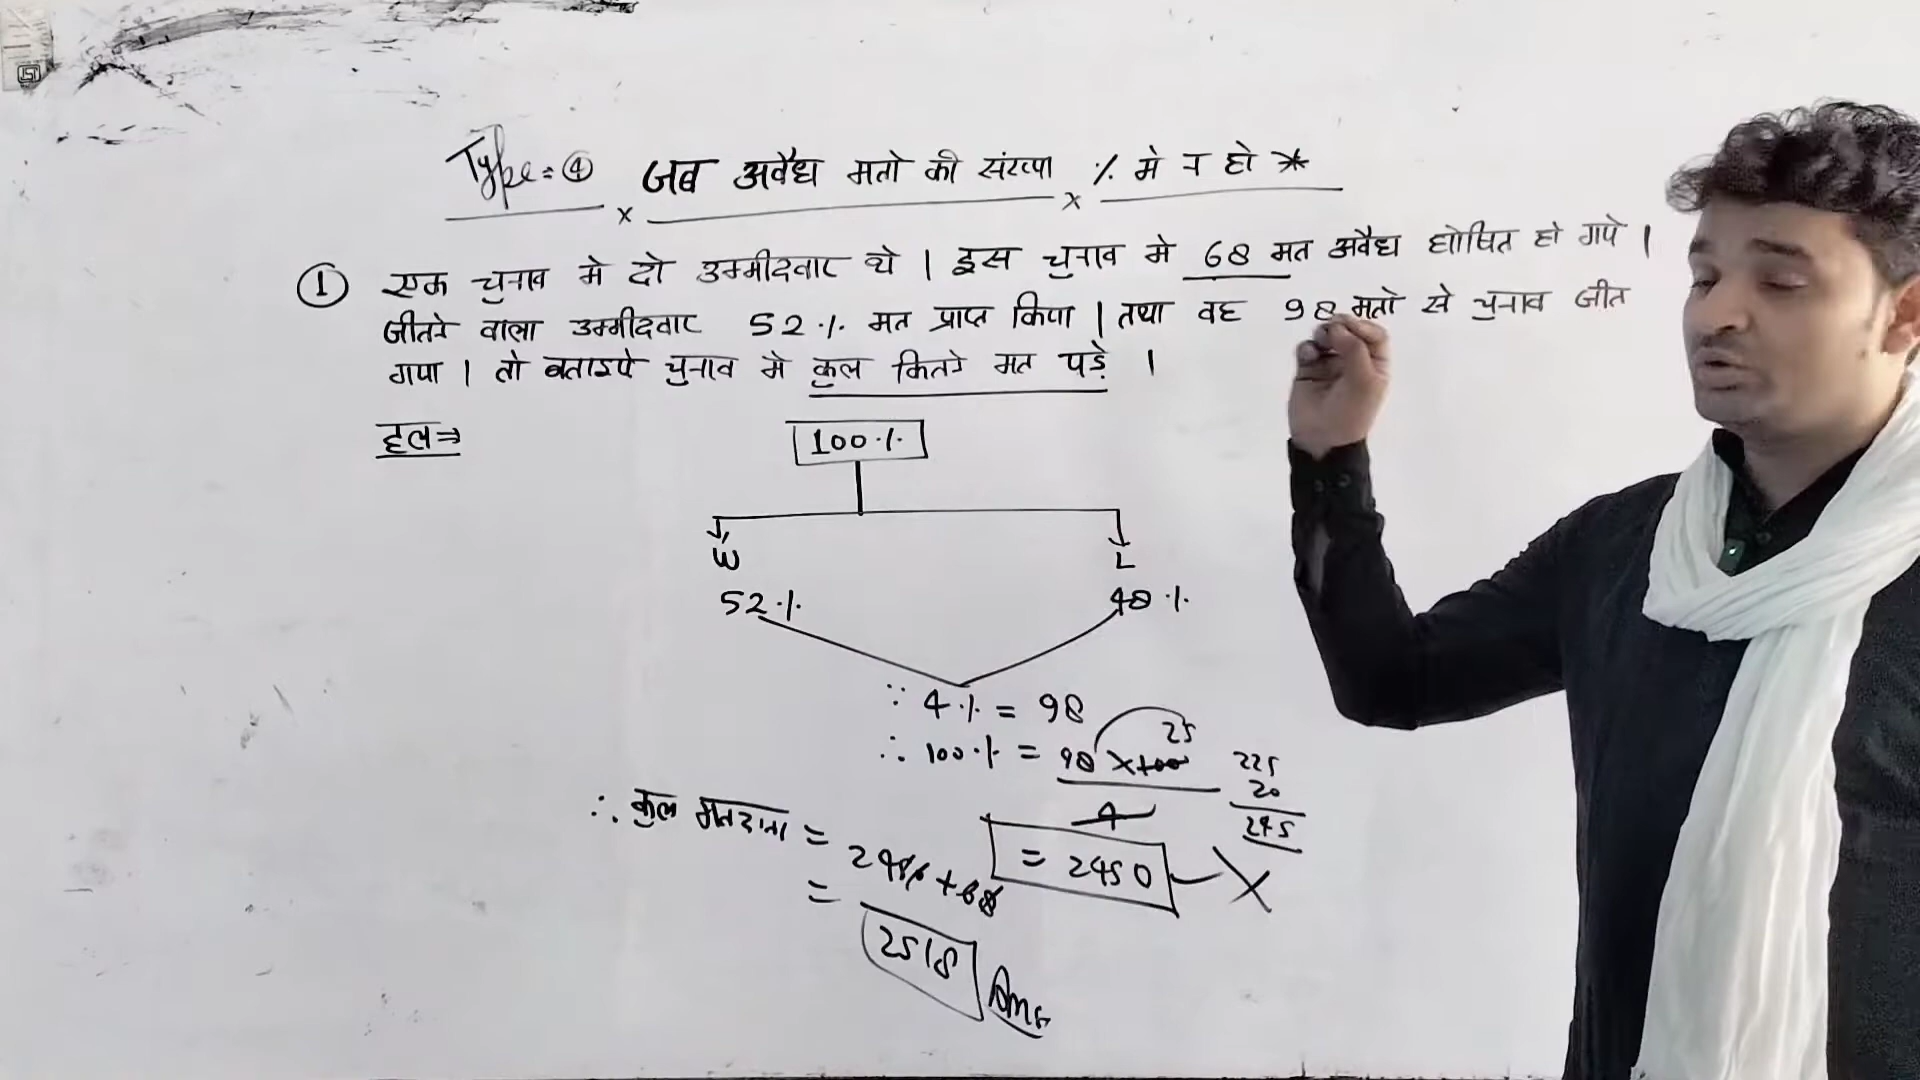 Type = ④ जब अवैध मतो की संख्या % मे न हो *
① एक चुनाव मे दो उम्मीदवार थे । इस चुनाव मे 68 मत अवैध घोषित हो गये ।
जीतने वाला उम्मीदवार 52% मत प्राप्त किया । तथा वह 98 मतो से चुनाव जीत
गया । तो बताइये चुनाव मे कुल कितने मत पड़े ।
हल ⇒
100%
W L
52% 48%
∵ 4% = 98
∴ 100% = 98 × 100 / 4
25
225
20
245
= 2450 X
∴ कुल मतदाता = 2450 + 68
= 2518 Ans